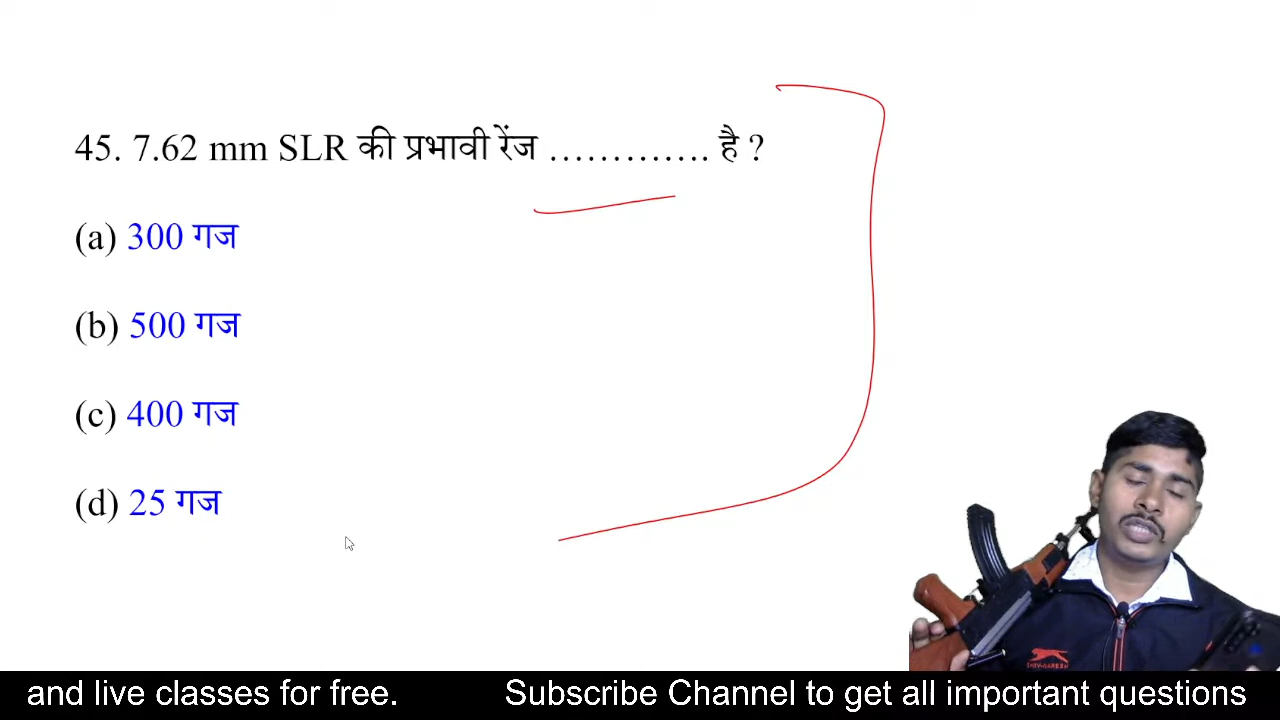 45. 7.62 mm SLR की प्रभावी रेंज …………. है ?
(a) 300 गज
(b) 500 गज
(c) 400 गज
(d) 25 गज
and live classes for free. Subscribe Channel to get all important questions